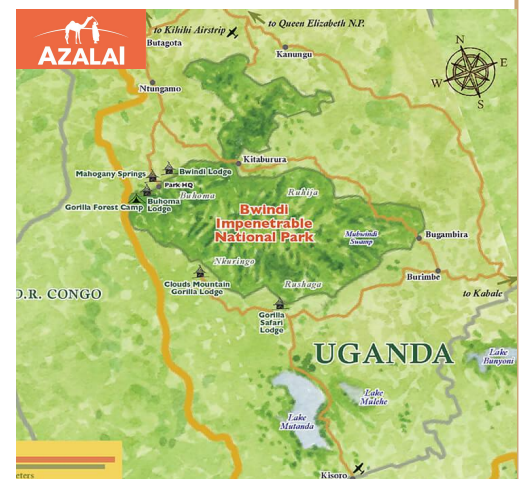 AZALAI
to Kihihi Airstrip
to Queen Elizabeth N.P.
Butagota
Kanungu
N
W
E
S
Ntungamo
Kitaburura
Mahogany Springs
Bwindi Lodge
Park HQ
Buhoma
Buhoma
Lodge
Gorilla Forest Camp
Ruhija
Bwindi
Impenetrable
National Park
Mubwindi
Swamp
Bugambira
Nkuringo
Clouds Mountain
Gorilla Lodge
Rushaga
Burimbe
to Kabale
D.R. CONGO
Gorilla
Safari
Lodge
UGANDA
Lake
Bunyoni
Lake
Mulehe
Lake
Mutanda
Kisoro
eters